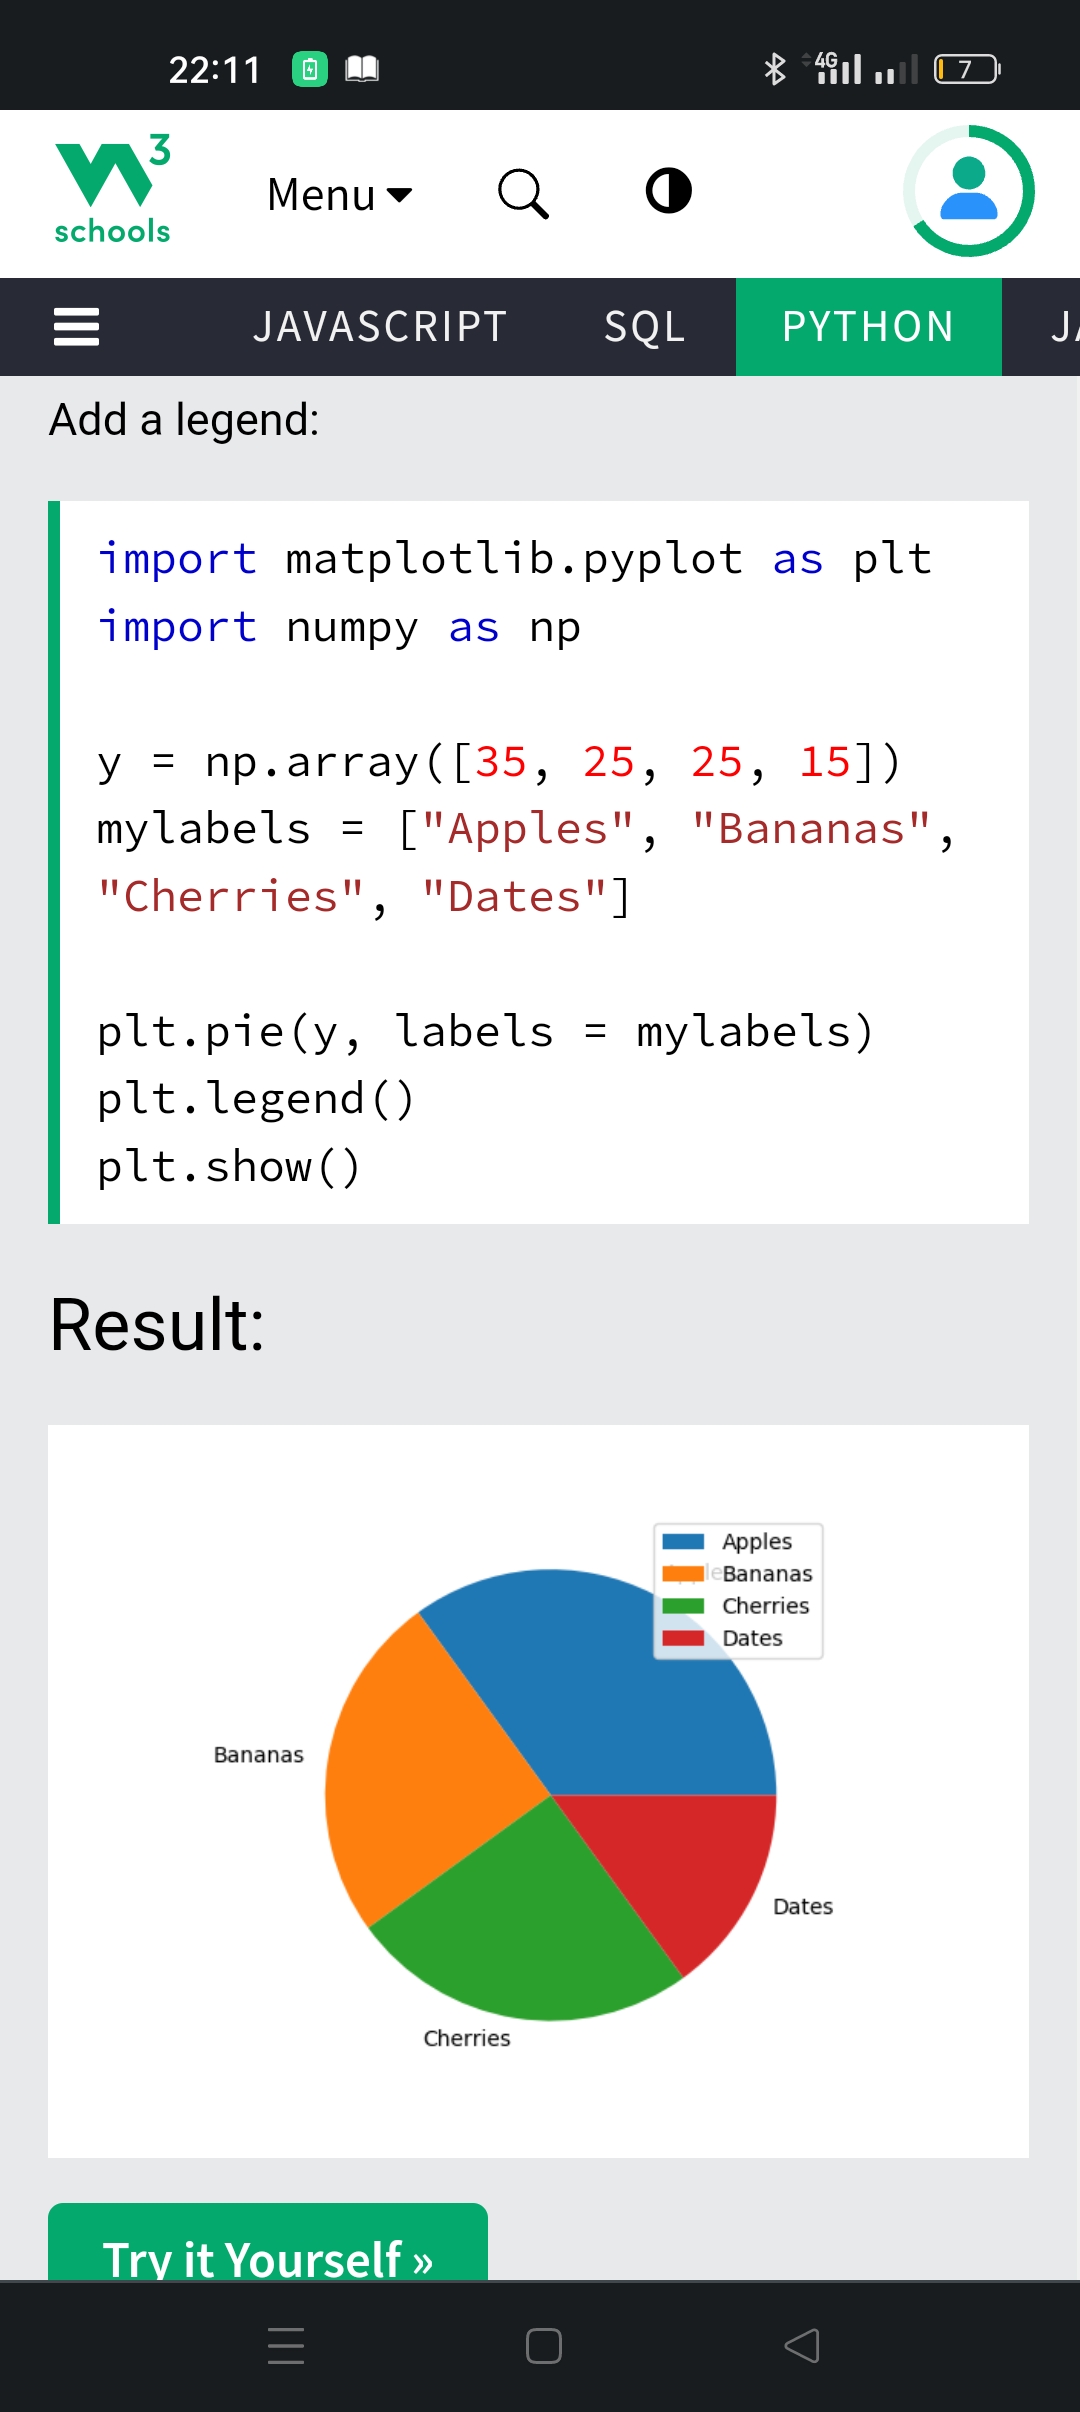 22:11
4G
7
W3
schools
Menu
JAVASCRIPT SQL PYTHON JA
Add a legend:
import matplotlib.pyplot as plt
import numpy as np
y = np.array([35, 25, 25, 15])
mylabels = ["Apples", "Bananas",
"Cherries", "Dates"]
plt.pie(y, labels = mylabels)
plt.legend()
plt.show()
Result:
Apples
Bananas
Cherries
Dates
Bananas
Dates
Cherries
Try it Yourself »